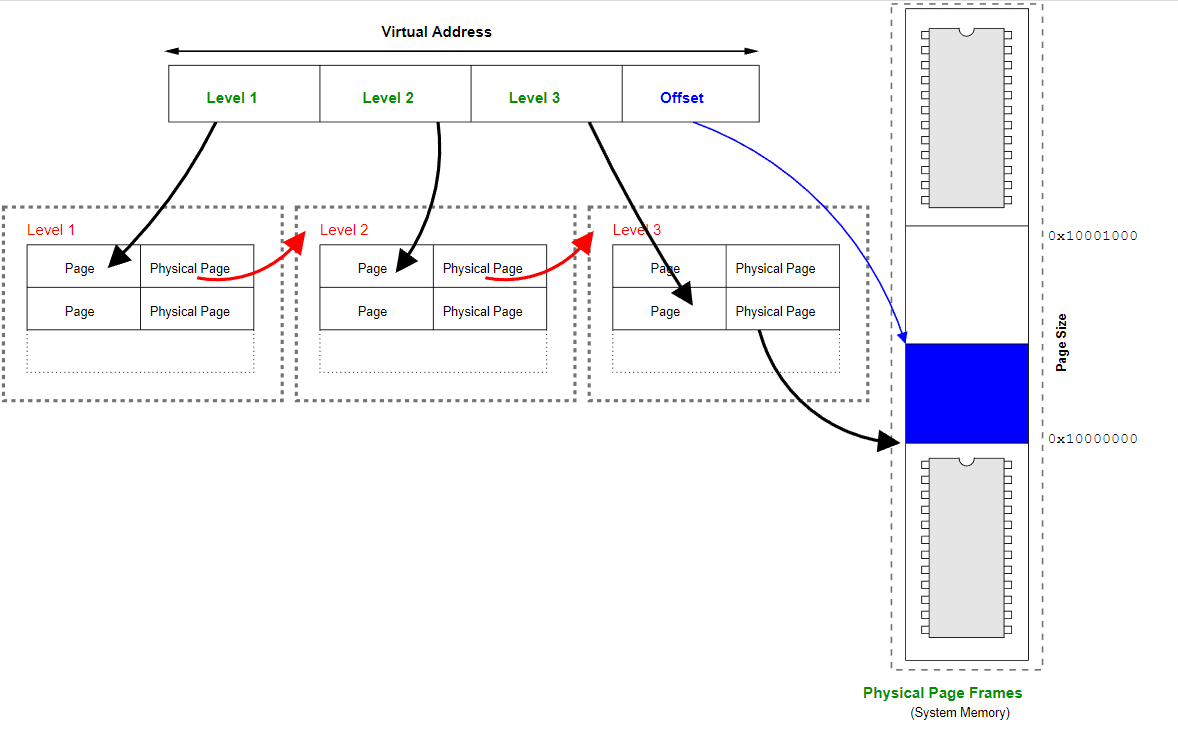 Virtual Address
Level 1 Level 2 Level 3 Offset
Level 1
Page Physical Page
Page Physical Page
Level 2
Page Physical Page
Page Physical Page
Level 3
Page Physical Page
Page Physical Page
0x10001000
Page Size
0x10000000
Physical Page Frames
(System Memory)